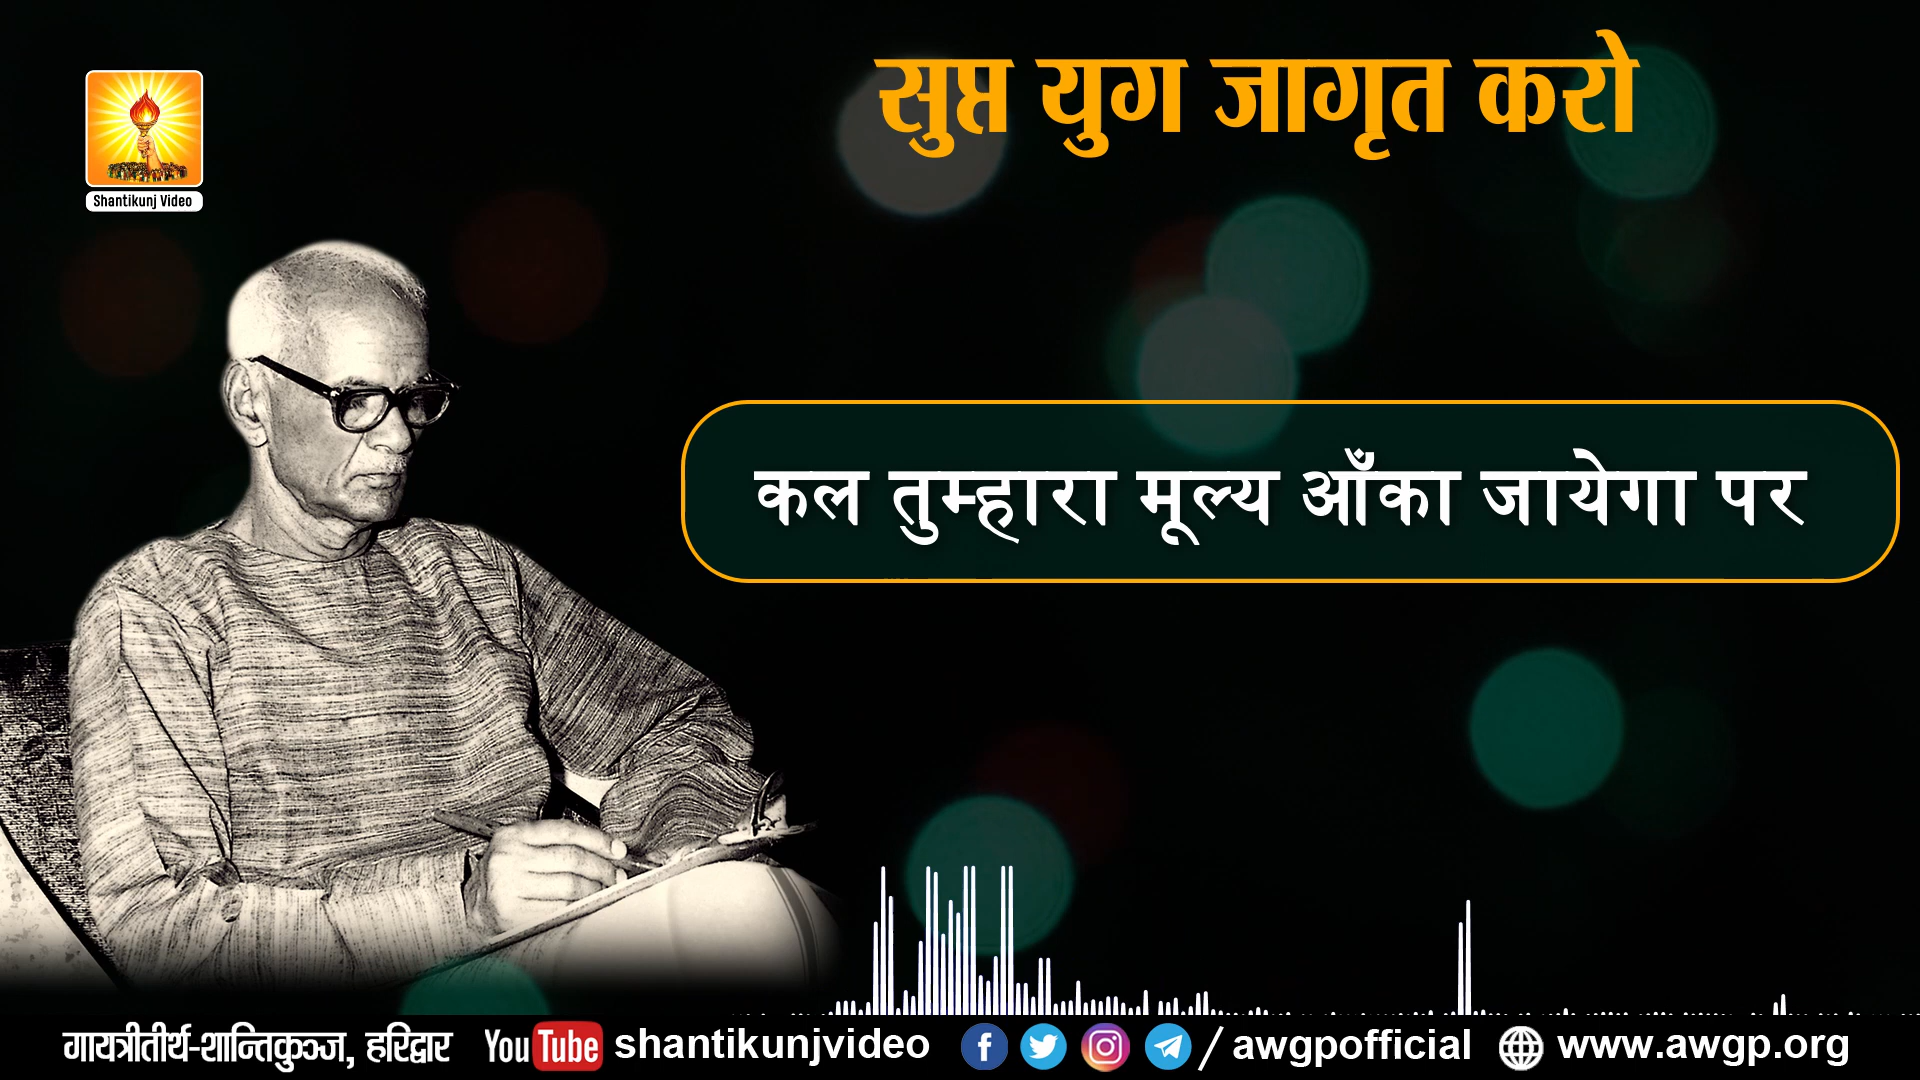 सुप्त युग जागृत करो
Shantikunj Video
कल तुम्हारा मूल्य आँका जायेगा पर
गायत्रीतीर्थ-शान्तिकुञ्ज, हरिद्वार YouTube shantikunjvideo / awgpofficial www.awgp.org